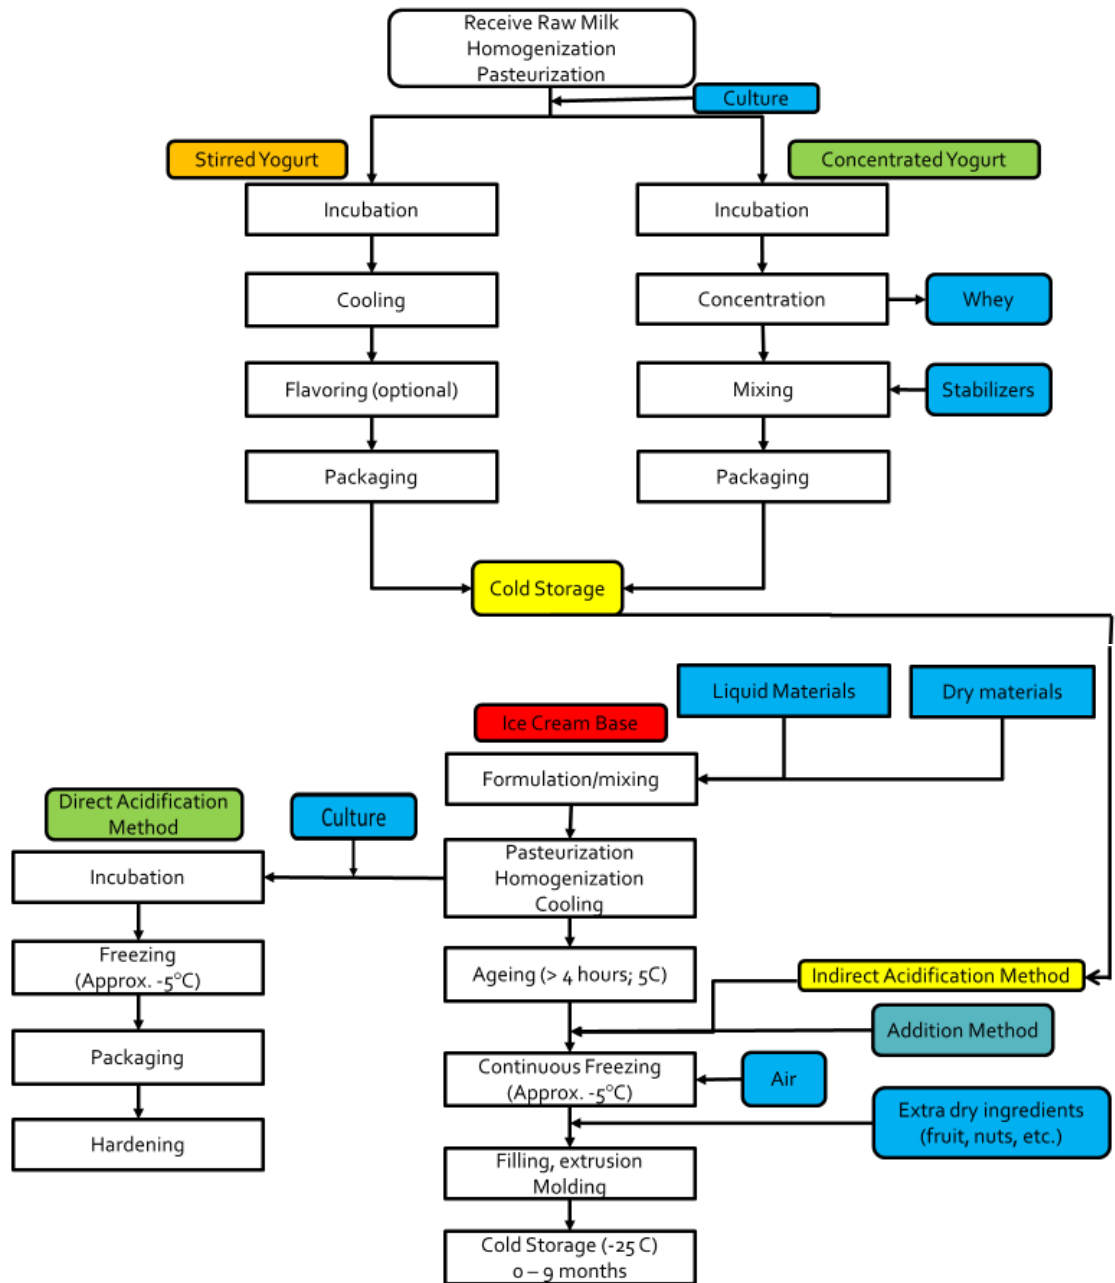 Receive Raw Milk
Homogenization
Pasteurization
Culture
Stirred Yogurt
Concentrated Yogurt
Incubation
Incubation
Cooling
Concentration
Whey
Flavoring (optional)
Mixing
Stabilizers
Packaging
Packaging
Cold Storage
Liquid Materials
Dry materials
Ice Cream Base
Formulation/mixing
Direct Acidification
Method
Culture
Pasteurization
Homogenization
Cooling
Incubation
Freezing
(Approx. -5°C)
Ageing (> 4 hours; 5C)
Indirect Acidification Method
Addition Method
Packaging
Continuous Freezing
(Approx. -5°C)
Air
Extra dry ingredients
(fruit, nuts, etc.)
Hardening
Filling, extrusion
Molding
Cold Storage (-25 C)
0 – 9 months